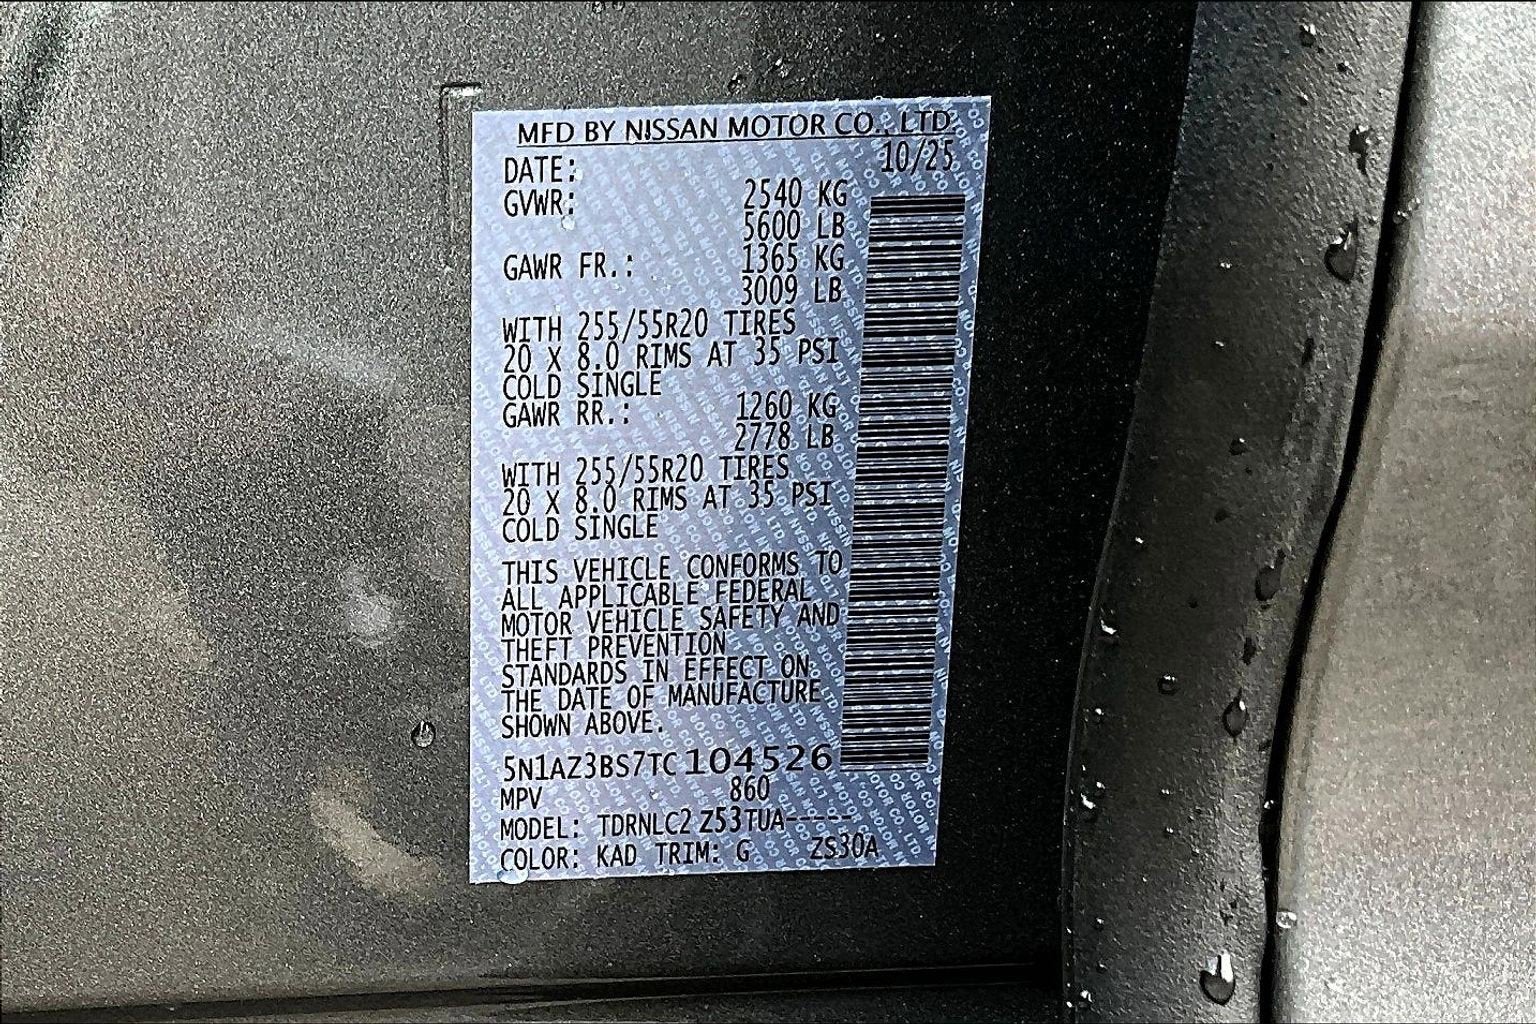 MFD BY NISSAN MOTOR CO., LTD.
DATE: 10/25
GVWR: 2540 KG
5600 LB
GAWR FR.: 1365 KG
3009 LB
WITH 255/55R20 TIRES
20 X 8.0 RIMS AT 35 PSI
COLD SINGLE
GAWR RR.: 1260 KG
2778 LB
WITH 255/55R20 TIRES
20 X 8.0 RIMS AT 35 PSI
COLD SINGLE
THIS VEHICLE CONFORMS TO
ALL APPLICABLE FEDERAL
MOTOR VEHICLE SAFETY AND
THEFT PREVENTION
STANDARDS IN EFFECT ON
THE DATE OF MANUFACTURE
SHOWN ABOVE.
5N1AZ3BS7TC104526
MPV 860
MODEL: TDRNLC2 Z53TUA-----
COLOR: KAD TRIM: G ZS30A